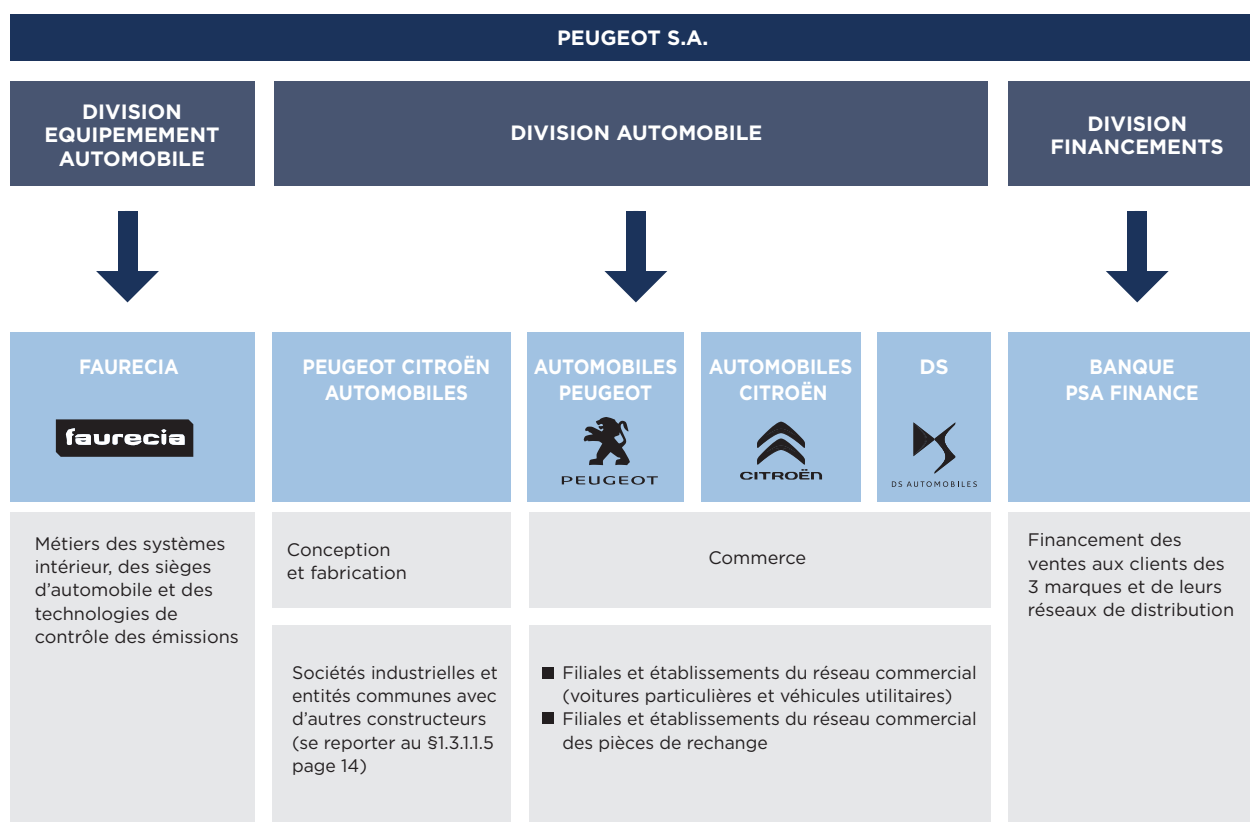 PEUGEOT S.A.
DIVISION
EQUIPEMEMENT
AUTOMOBILE
DIVISION AUTOMOBILE
DIVISION
FINANCEMENTS
FAURECIA
faurecia
PEUGEOT CITROËN
AUTOMOBILES
AUTOMOBILES
PEUGEOT
PEUGEOT
AUTOMOBILES
CITROËN
CITROËN
DS
DS AUTOMOBILES
BANQUE
PSA FINANCE
Métiers des systèmes
intérieur, des sièges
d'automobile et des
technologies de
contrôle des émissions
Conception
et fabrication
Commerce
Financement des
ventes aux clients des
3 marques et de leurs
réseaux de distribution
Sociétés industrielles et
entités communes avec
d'autres constructeurs
(se reporter au §1.3.1.1.5
page 14)
■ Filiales et établissements du réseau commercial
(voitures particulières et véhicules utilitaires)
■ Filiales et établissements du réseau commercial
des pièces de rechange